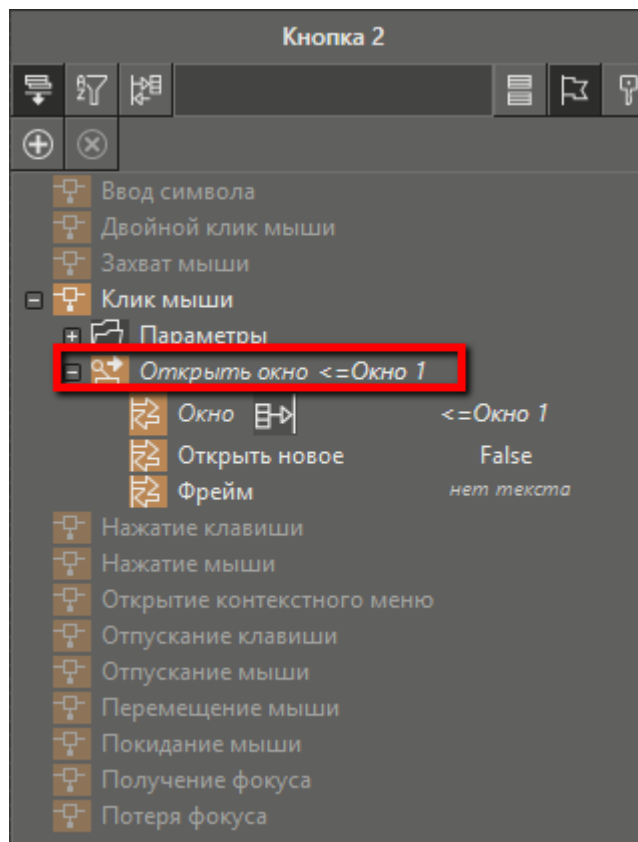 Кнопка 2
Ввод символа
Двойной клик мыши
Захват мыши
Клик мыши
Параметры
Открыть окно <=Окно 1
Окно <=Окно 1
Открыть новое False
Фрейм нет текста
Нажатие клавиши
Нажатие мыши
Открытие контекстного меню
Отпускание клавиши
Отпускание мыши
Перемещение мыши
Покидание мыши
Получение фокуса
Потеря фокуса